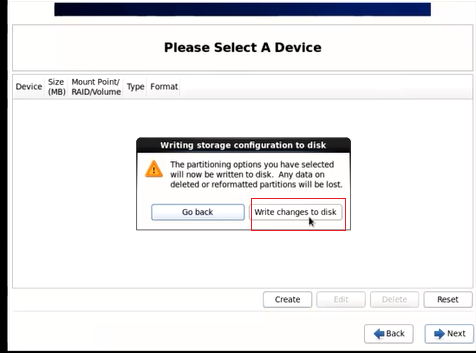 Please Select A Device
Device Size (MB) Mount Point/ RAID/Volume Type Format
Writing storage configuration to disk
The partitioning options you have selected
will now be written to disk. Any data on
deleted or reformatted partitions will be lost.
Go back Write changes to disk
Create Edit Delete Reset
Back Next